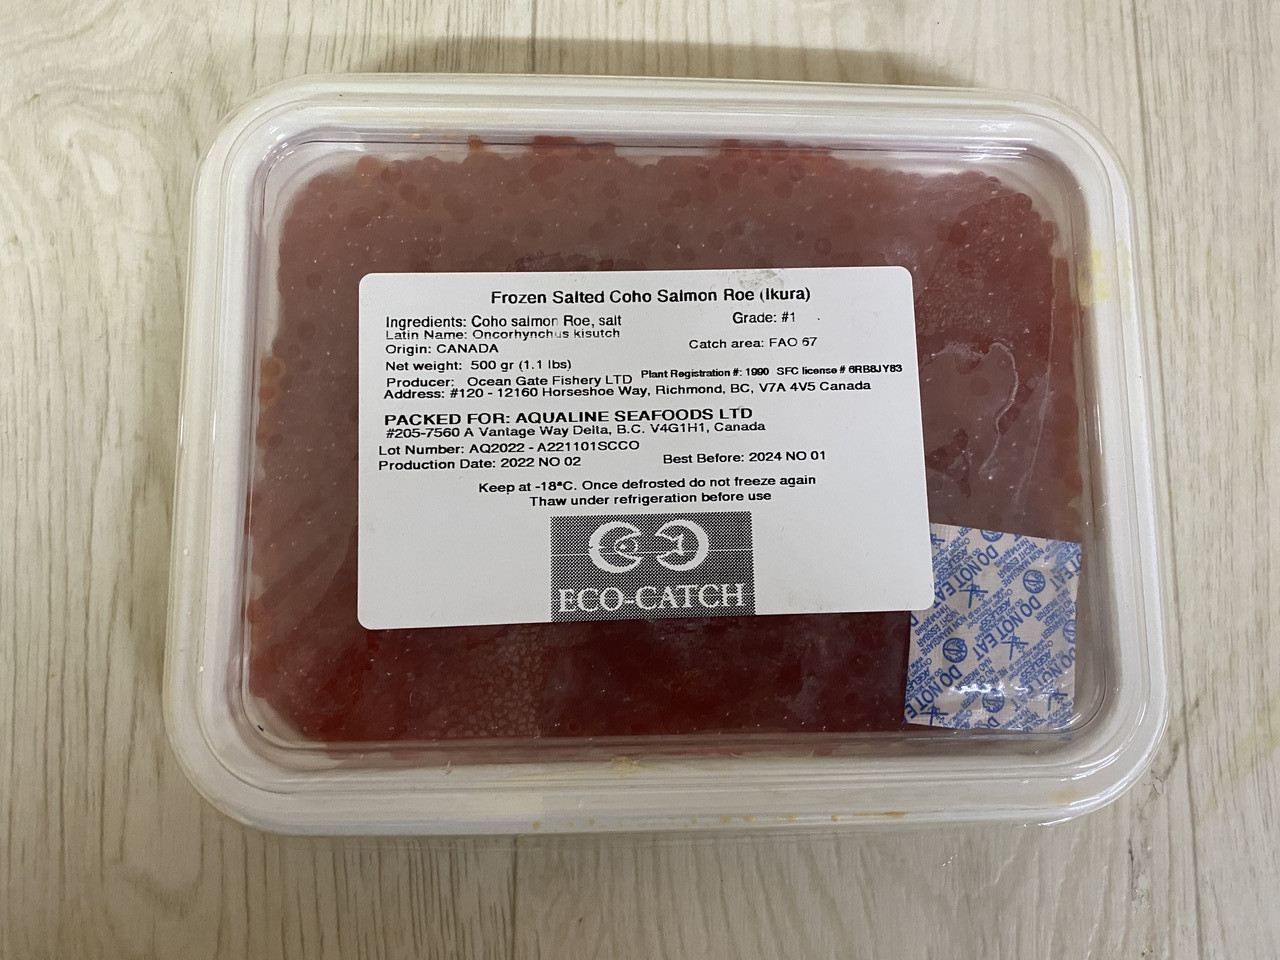 Frozen Salted Coho Salmon Roe (Ikura)
Ingredients: Coho salmon Roe, salt
Grade: #1
Latin Name: Oncorhynchus kisutch
Origin: CANADA
Catch area: FAO 67
Net weight: 500 gr (1.1 lbs)
Producer: Ocean Gate Fishery LTD Plant Registration #: 1990 SFC license # 6RB8JY83
Address: #120 - 12160 Horseshoe Way, Richmond, BC, V7A 4V5 Canada
PACKED FOR: AQUALINE SEAFOODS LTD
#205-7560 A Vantage Way Delta, B.C. V4G1H1, Canada
Lot Number: AQ2022 - A221101SCCO
Production Date: 2022 NO 02
Best Before: 2024 NO 01
Keep at -18ªC. Once defrosted do not freeze again
Thaw under refrigeration before use
ECO-CATCH
DO NOT EAT
DO NOT EAT
DO NOT E